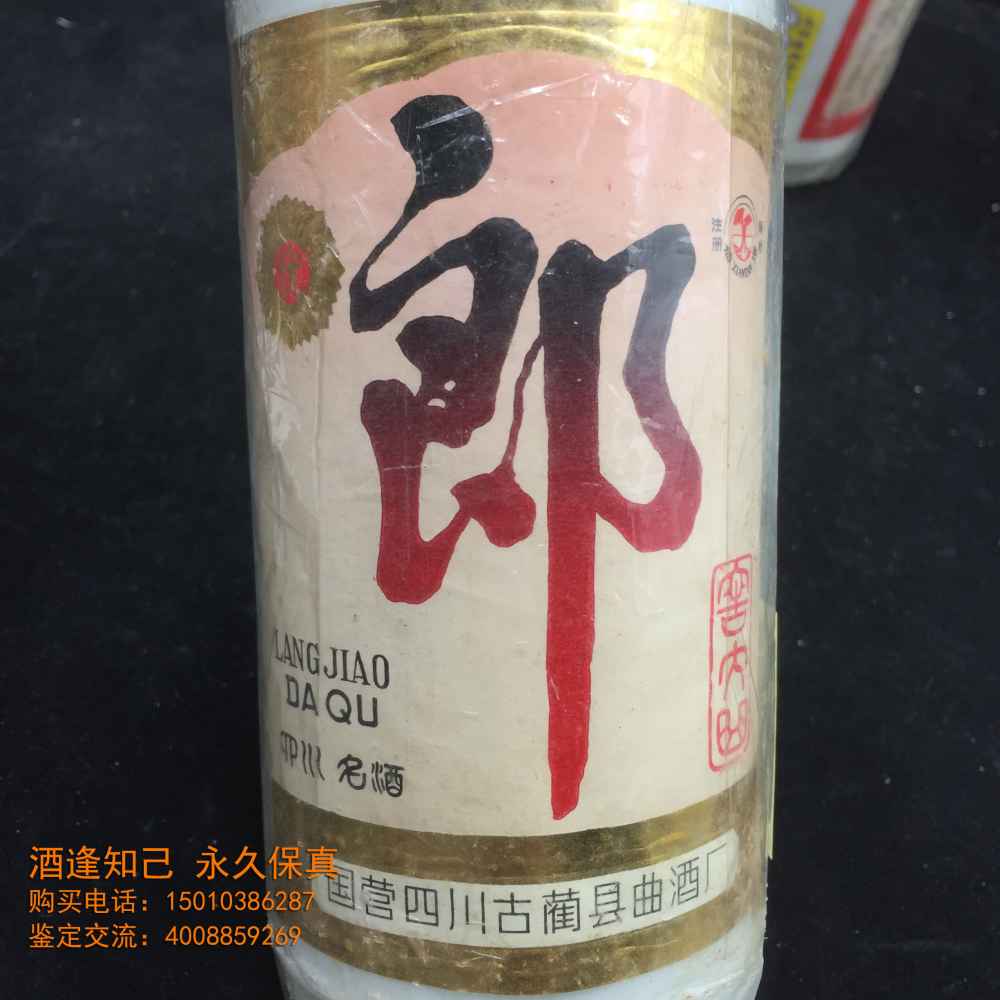 郎
注册
LANG JIAO
DA QU
四川 名酒
窖大曲
国营四川古蔺县曲酒厂
酒逢知己 永久保真
购买电话：15010386287
鉴定交流：4008859269